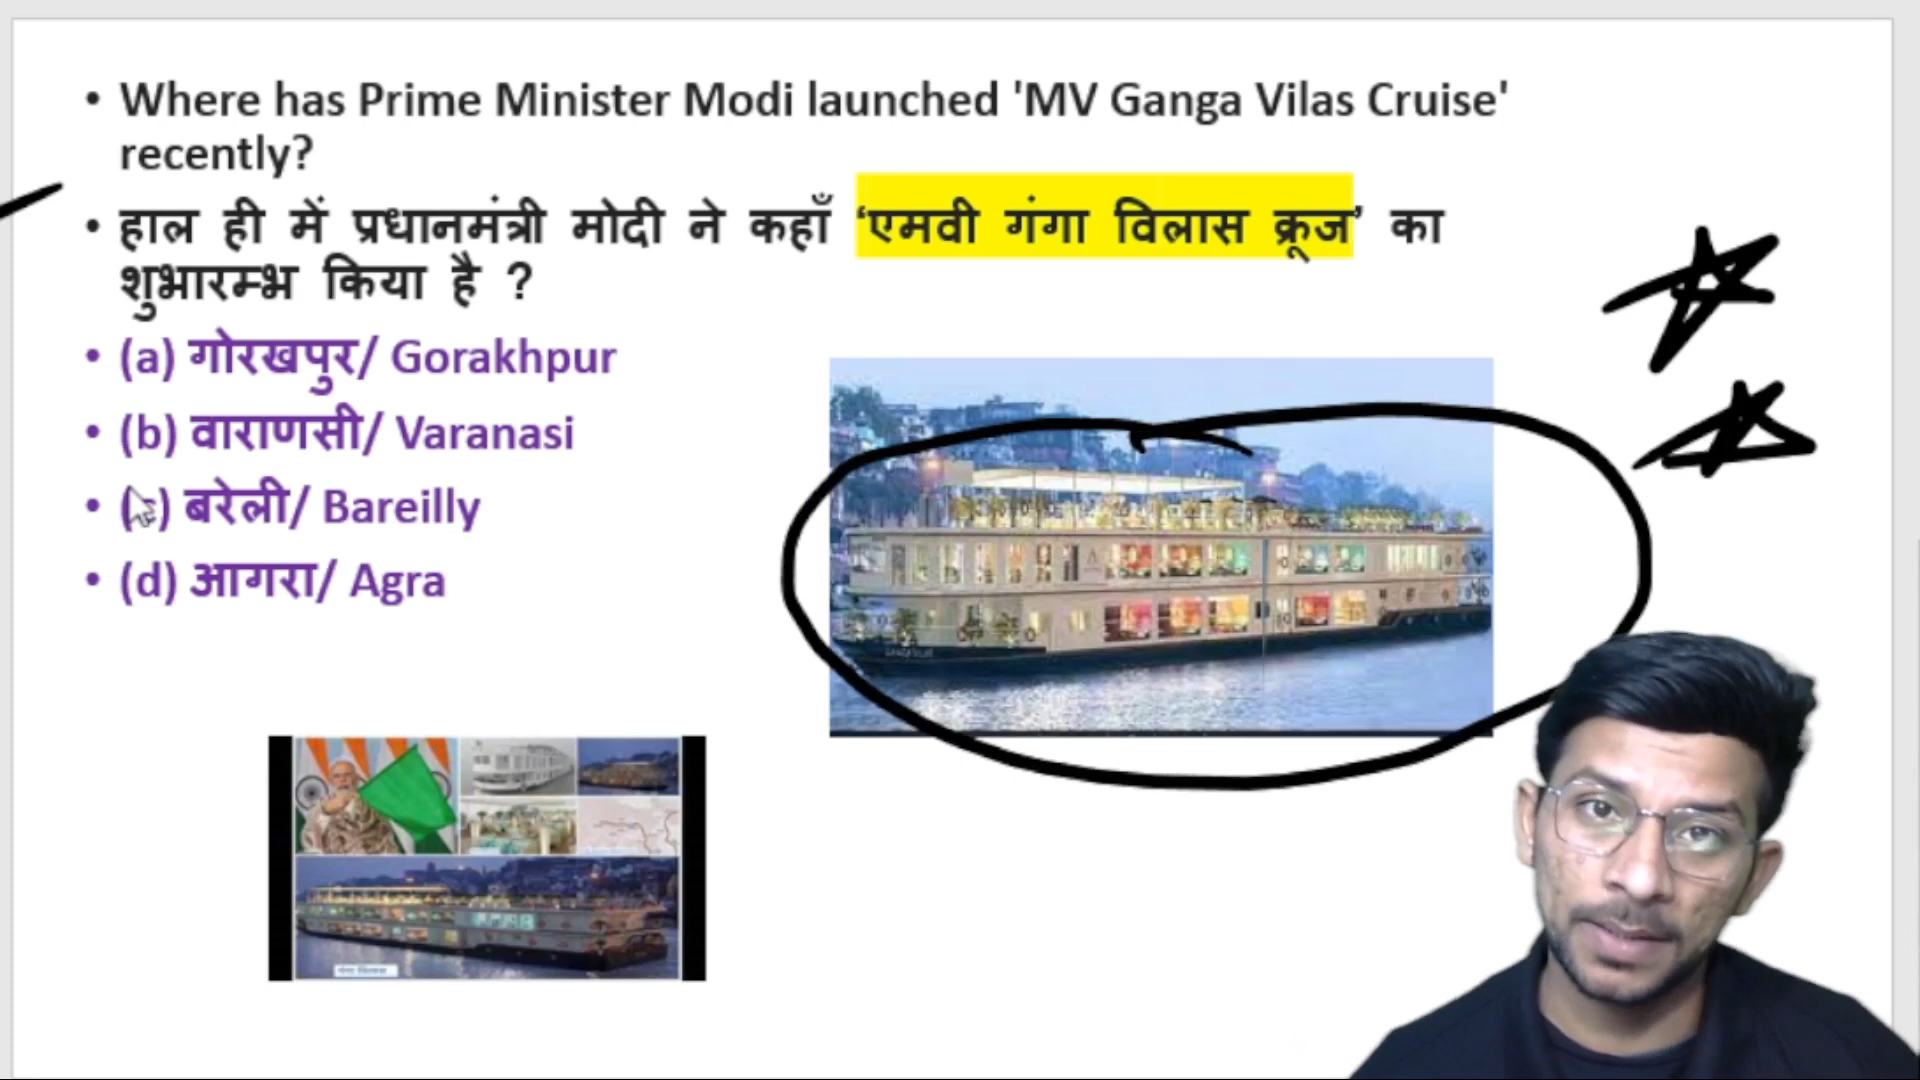 • Where has Prime Minister Modi launched 'MV Ganga Vilas Cruise'
recently?
• हाल ही में प्रधानमंत्री मोदी ने कहाँ ‘एमवी गंगा विलास क्रूज’ का
शुभारम्भ किया है ?
• (a) गोरखपुर/ Gorakhpur
• (b) वाराणसी/ Varanasi
• (c) बरेली/ Bareilly
• (d) आगरा/ Agra